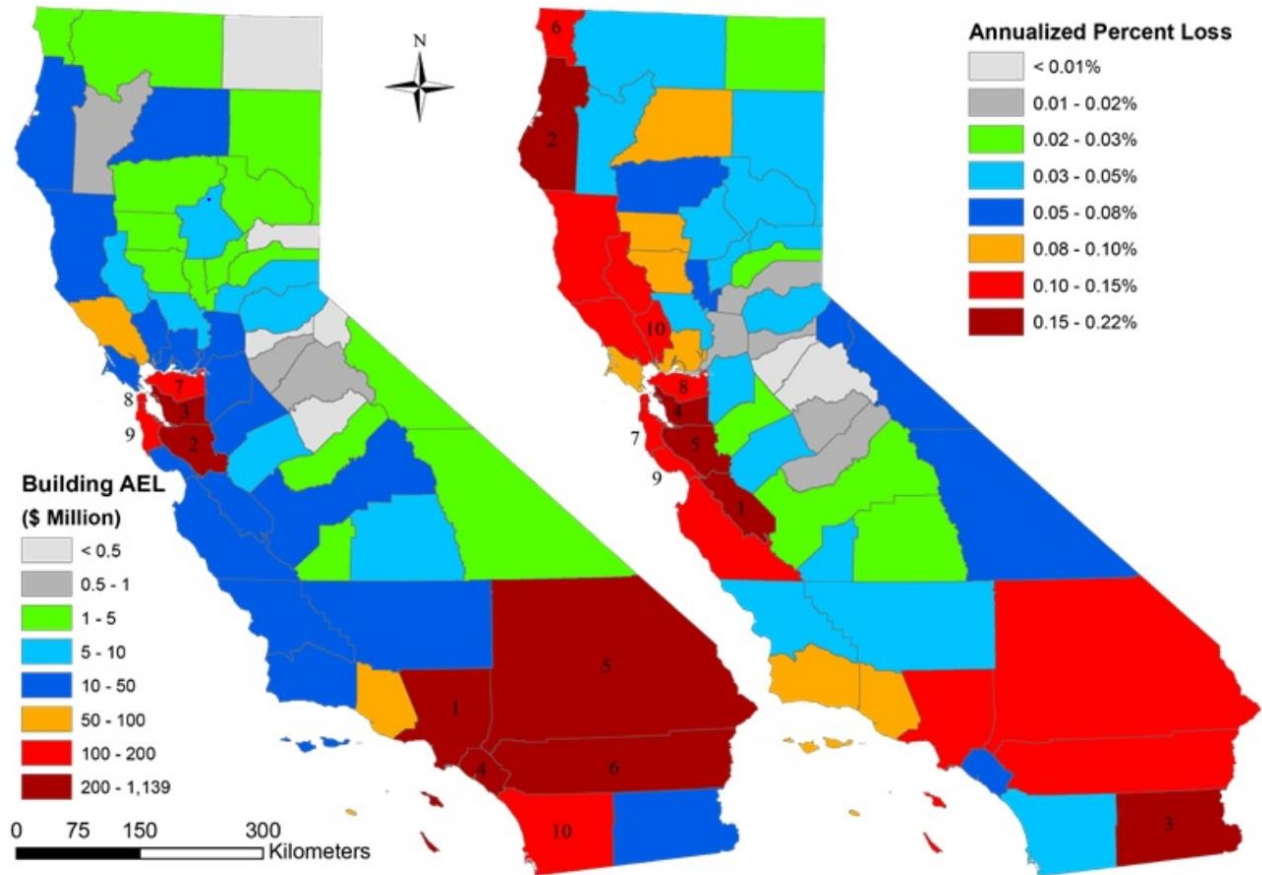 N
Annualized Percent Loss
< 0.01%
0.01 - 0.02%
0.02 - 0.03%
0.03 - 0.05%
0.05 - 0.08%
0.08 - 0.10%
0.10 - 0.15%
0.15 - 0.22%
6
2
10
8
4
7
5
9
1
3
7
8
3
9
2
1
5
4
6
10
Building AEL
($ Million)
< 0.5
0.5 - 1
1 - 5
5 - 10
10 - 50
50 - 100
100 - 200
200 - 1,139
0 75 150 300
Kilometers